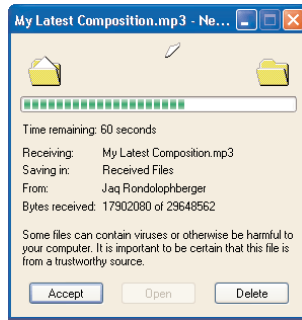 My Latest Composition.mp3 - Ne...
Time remaining: 60 seconds
Receiving: My Latest Composition.mp3
Saving in: Received Files
From: Jaq Rondolophberger
Bytes received: 17902080 of 29648562
Some files can contain viruses or otherwise be harmful to
your computer. It is important to be certain that this file is
from a trustworthy source.
Accept Open Delete